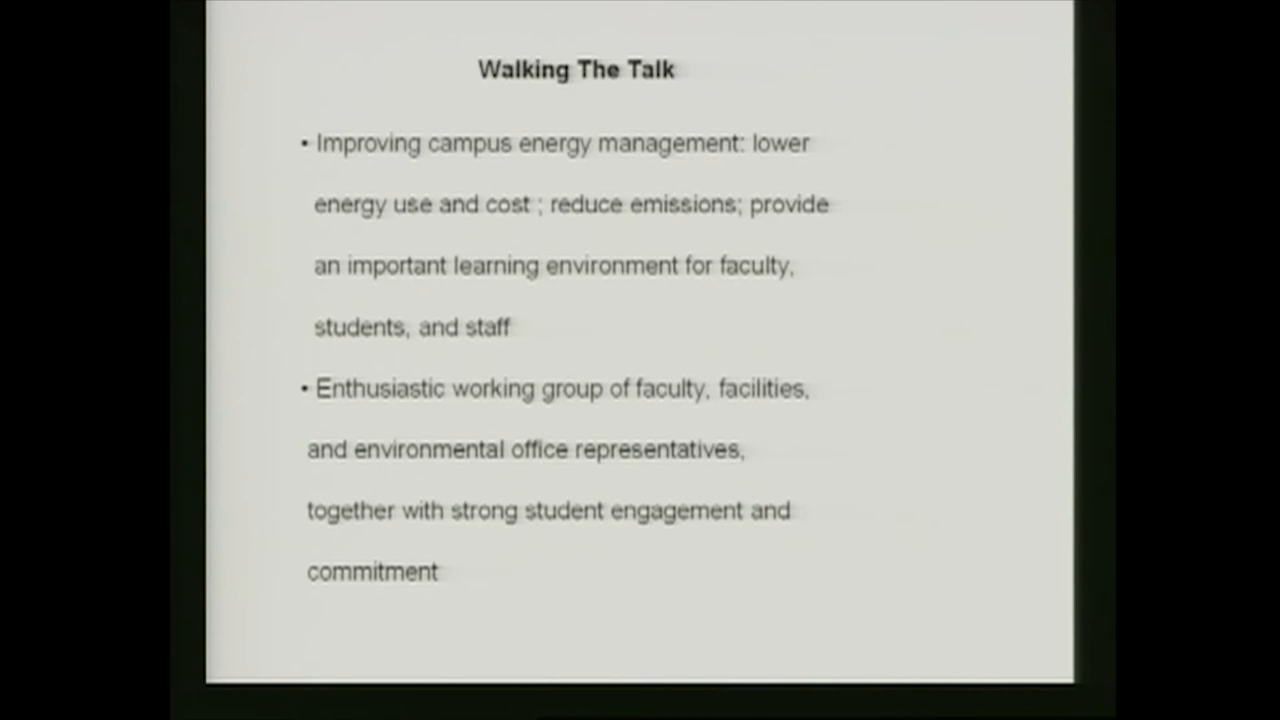 Walking The Talk
• Improving campus energy management: lower
energy use and cost ; reduce emissions; provide
an important learning environment for faculty,
students, and staff
• Enthusiastic working group of faculty, facilities,
and environmental office representatives,
together with strong student engagement and
commitment